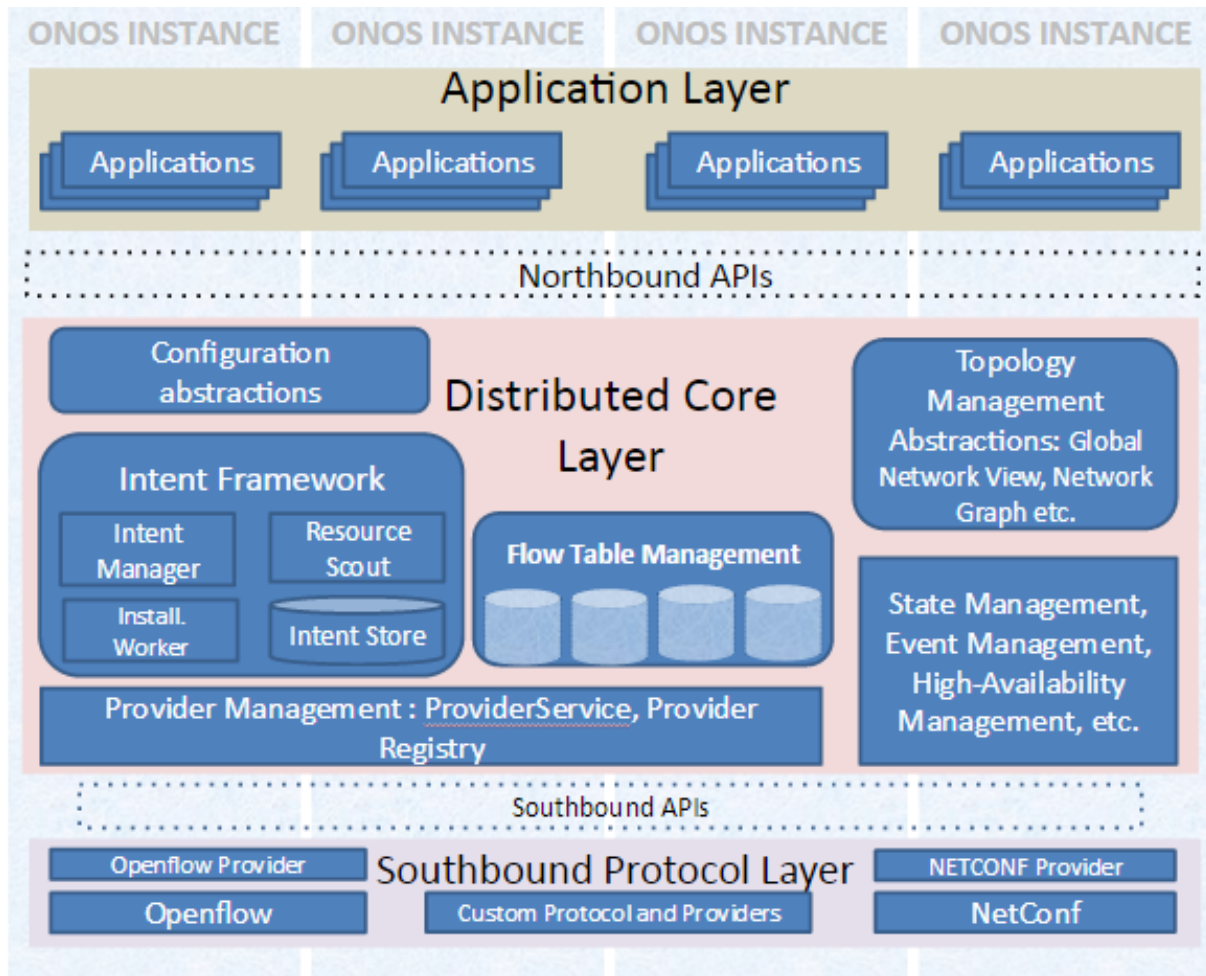 ONOS INSTANCE ONOS INSTANCE ONOS INSTANCE ONOS INSTANCE
Application Layer
Applications Applications Applications Applications
Northbound APIs
Configuration
abstractions
Distributed Core
Layer
Topology
Management
Abstractions: Global
Network View, Network
Graph etc.
Intent Framework
Intent
Manager
Resource
Scout
Install.
Worker
Intent Store
Flow Table Management
State Management,
Event Management,
High-Availability
Management, etc.
Provider Management : ProviderService, Provider
Registry
Southbound APIs
Southbound Protocol Layer
Openflow Provider
Openflow
Custom Protocol and Providers
NETCONF Provider
NetConf